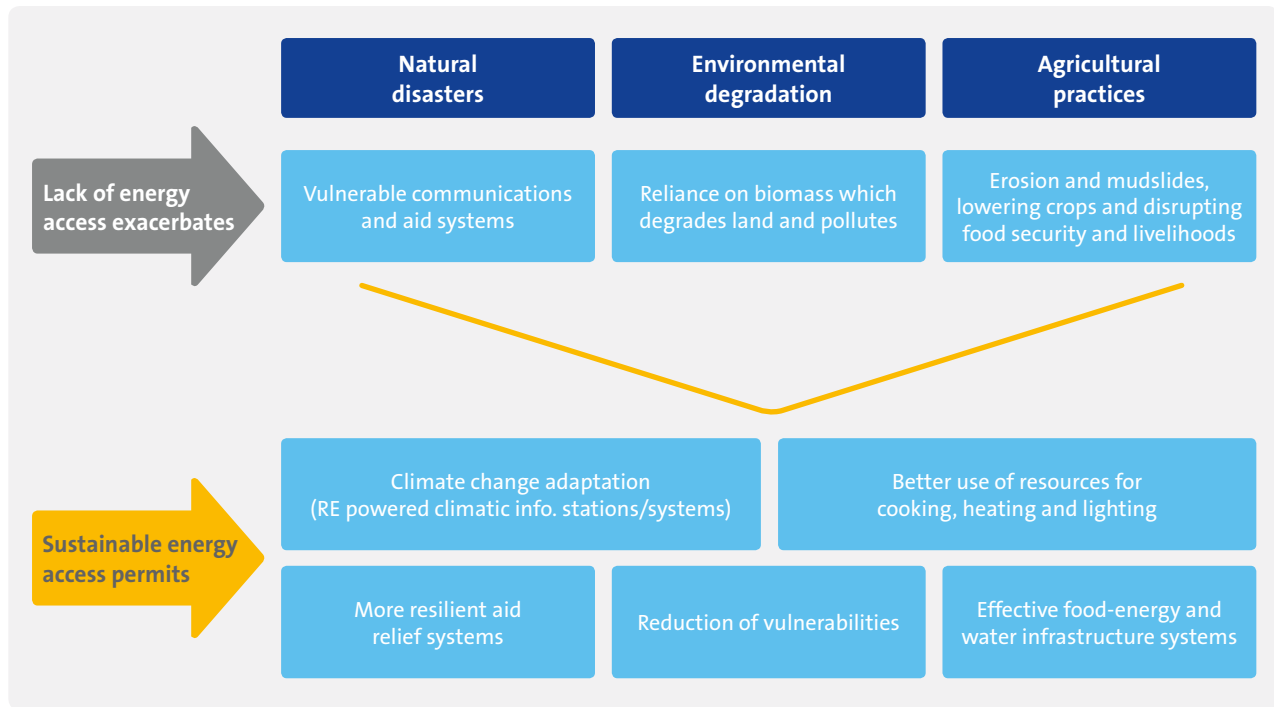 Natural
disasters
Environmental
degradation
Agricultural
practices
Lack of energy
access exacerbates
Vulnerable communications
and aid systems
Reliance on biomass which
degrades land and pollutes
Erosion and mudslides,
lowering crops and disrupting
food security and livelihoods
Sustainable energy
access permits
Climate change adaptation
(RE powered climatic info. stations/systems)
Better use of resources for
cooking, heating and lighting
More resilient aid
relief systems
Reduction of vulnerabilities
Effective food-energy and
water infrastructure systems